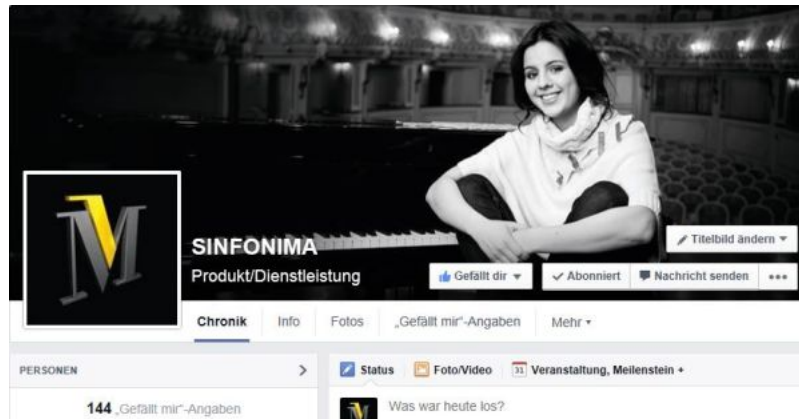 SINFONIMA
Produkt/Dienstleistung
Titelbild ändern
Gefällt dir
Abonniert
Nachricht senden
Chronik
Info
Fotos
„Gefällt mir“-Angaben
Mehr
PERSONEN
144 „Gefällt mir“-Angaben
Status
Foto/Video
31
Veranstaltung, Meilenstein +
Was war heute los?